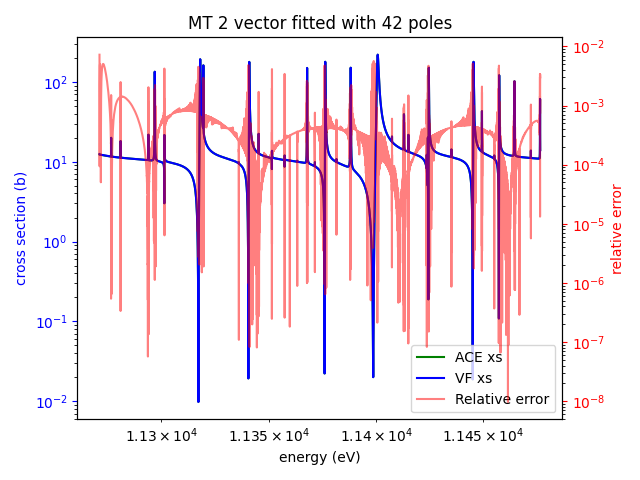 MT 2 vector fitted with 42 poles
cross section (b)
10²
10¹
10⁰
10⁻¹
10⁻²
relative error
10⁻²
10⁻³
10⁻⁴
10⁻⁵
10⁻⁶
10⁻⁷
10⁻⁸
ACE xs
VF xs
Relative error
1.13 × 10⁴ 1.135 × 10⁴ 1.14 × 10⁴ 1.145 × 10⁴
energy (eV)